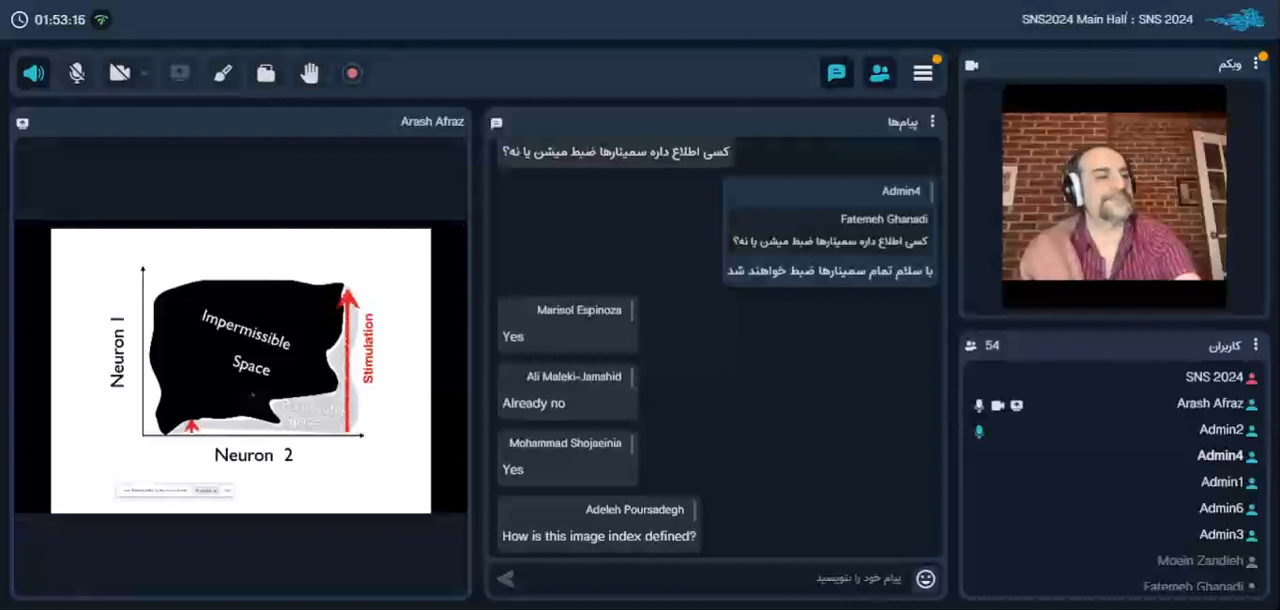 01:53:15
SNS2024 Main Hall : SNS 2024
Arash Afraz
Neuron 1
Impermissible
Space
Stimulation
Neuron 2
پیام‌ها
کسی اطلاع داره سمینارها ضبط میشن یا نه؟
Admin4
Fatemeh Ghanadi
کسی اطلاع داره سمینارها ضبط میشن یا نه؟
با سلام تمام سمینارها ضبط خواهند شد
Marisol Espinoza
Yes
Ali Maleki-Jamshid
Already no
Mohammad Shojaeinia
Yes
Adeleh Poursadegh
How is this image index defined?
پیام خود را بنویسید
وبکم
کاربران
54
SNS 2024
Arash Afraz
Admin2
Admin4
Admin1
Admin6
Admin3
Moein Zandieh
Fatemeh Ghanadi